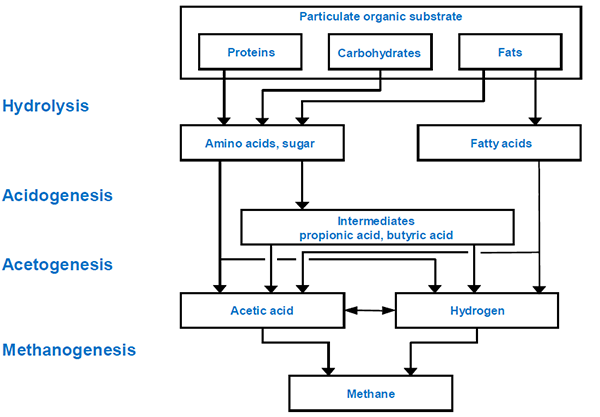 Particulate organic substrate
Proteins
Carbohydrates
Fats
Hydrolysis
Amino acids, sugar
Fatty acids
Acidogenesis
Intermediates
propionic acid, butyric acid
Acetogenesis
Acetic acid
Hydrogen
Methanogenesis
Methane